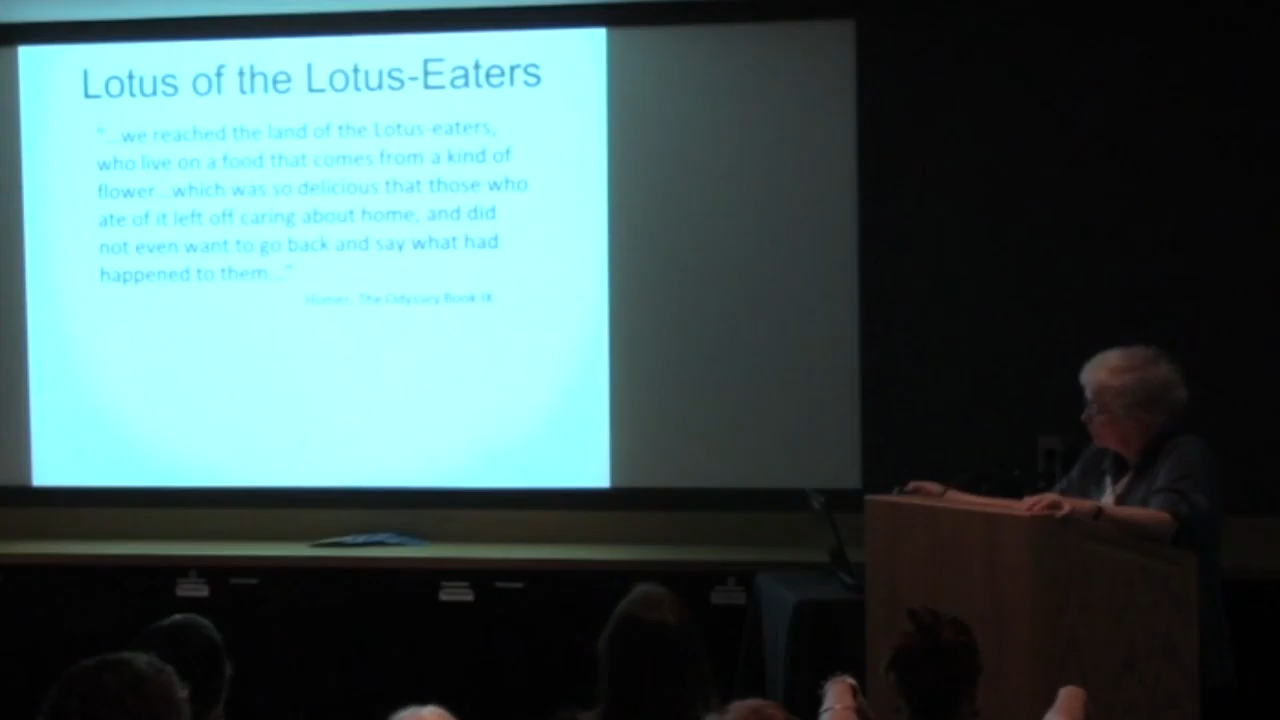 Lotus of the Lotus-Eaters
"...we reached the land of the Lotus-eaters,
who live on a food that comes from a kind of
flower...which was so delicious that those who
ate of it left off caring about home, and did
not even want to go back and say what had
happened to them..."
Homer, The Odyssey Book IX